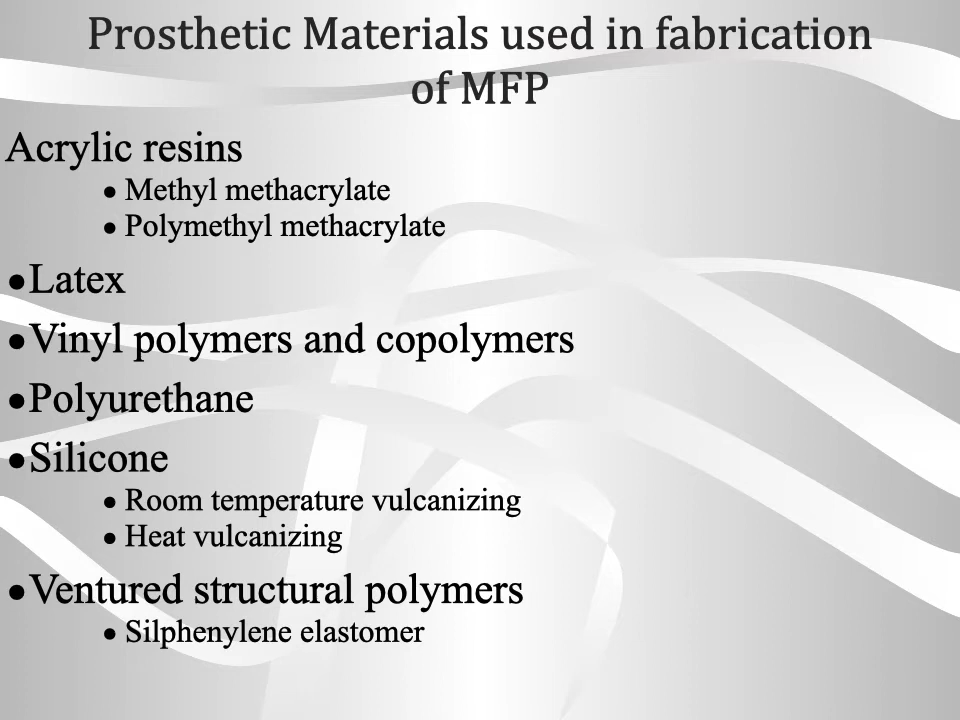 Prosthetic Materials used in fabrication
of MFP
Acrylic resins
• Methyl methacrylate
• Polymethyl methacrylate
•Latex
•Vinyl polymers and copolymers
•Polyurethane
•Silicone
• Room temperature vulcanizing
• Heat vulcanizing
•Ventured structural polymers
• Silphenylene elastomer